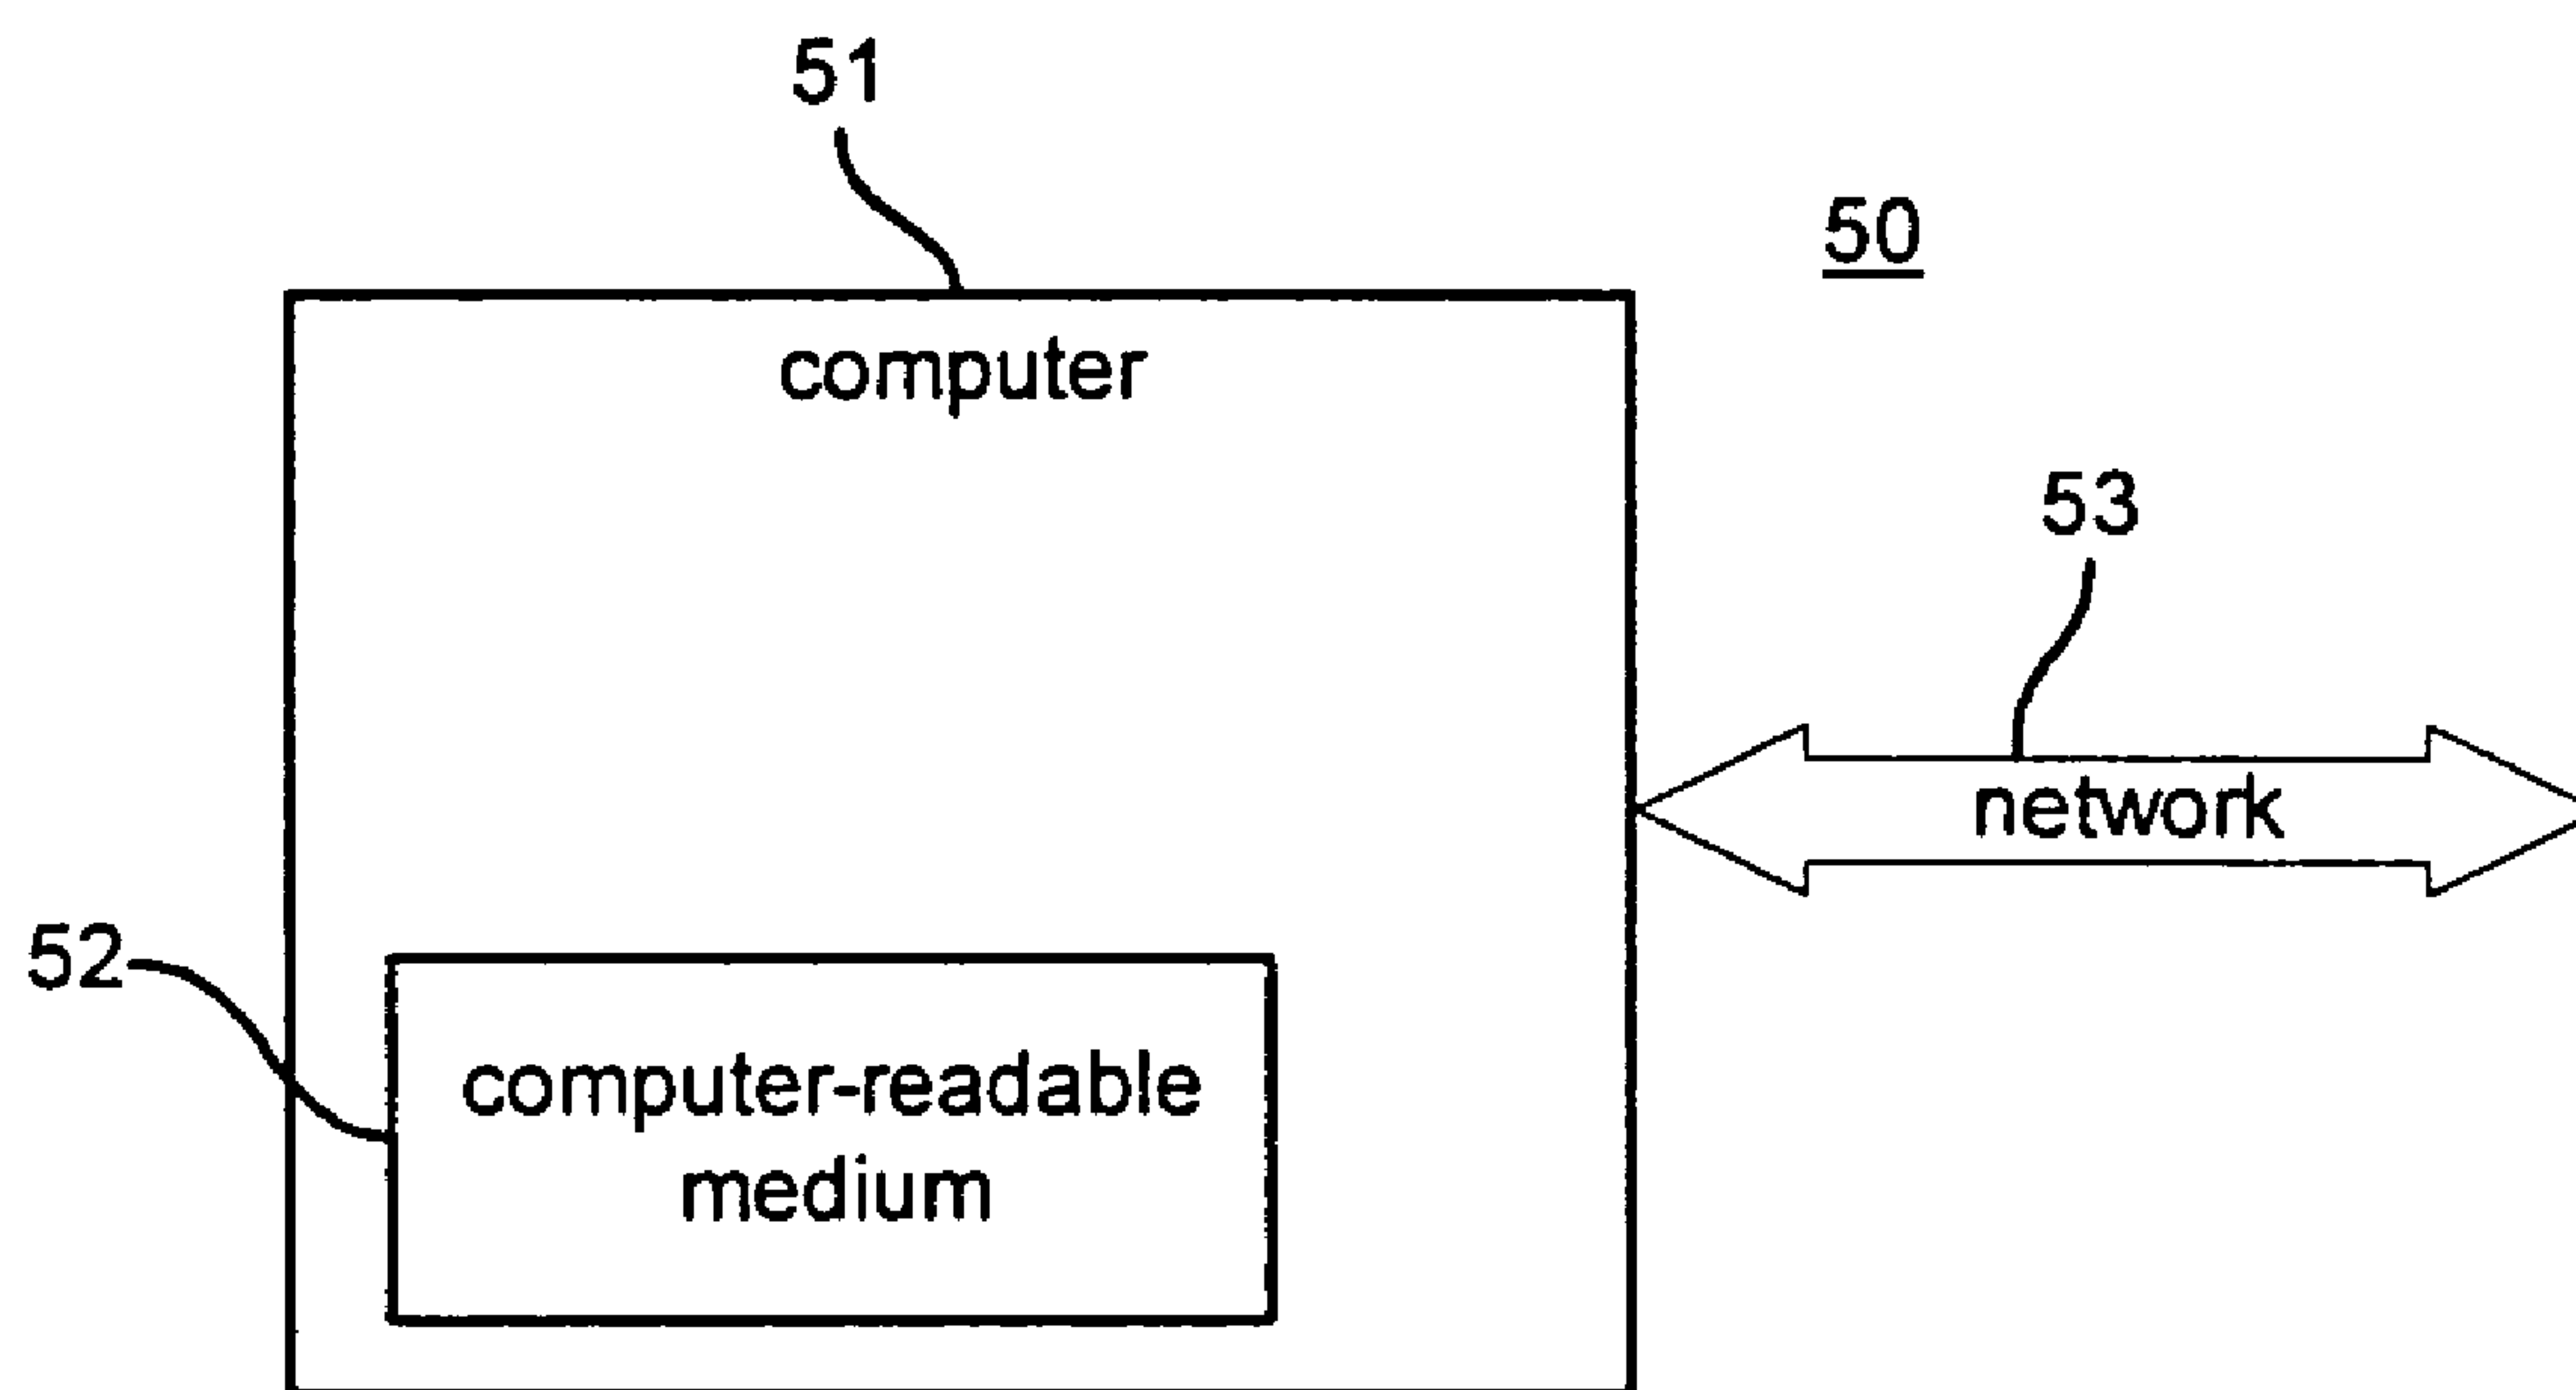 51
50
computer
53
network
52
computer-readable
medium